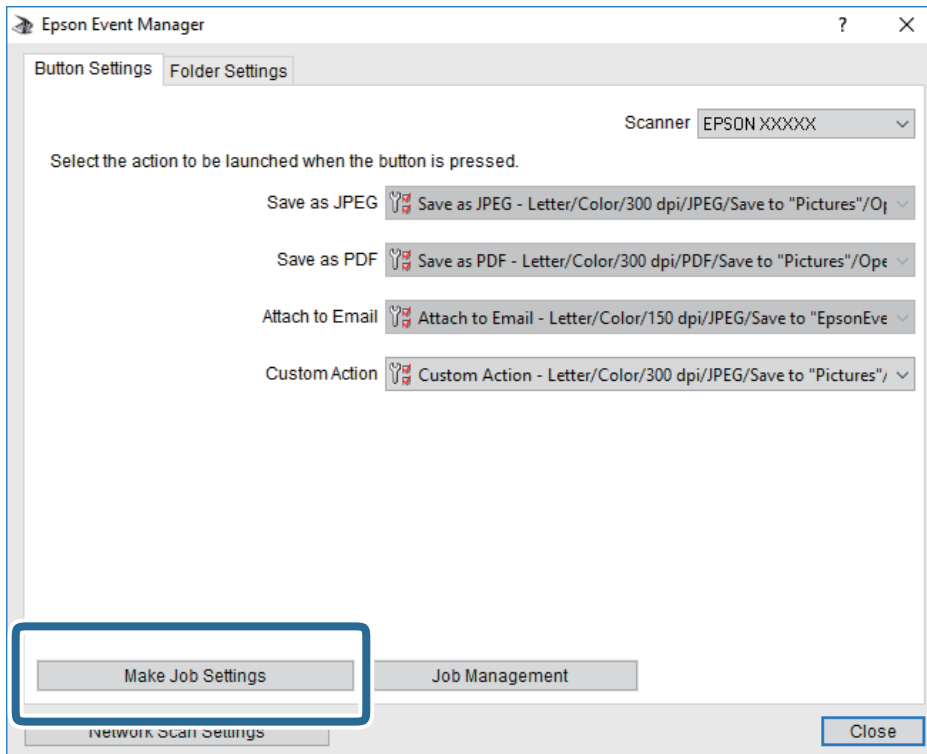 Epson Event Manager
Button Settings Folder Settings
Scanner EPSON XXXXX
Select the action to be launched when the button is pressed.
Save as JPEG Save as JPEG - Letter/Color/300 dpi/JPEG/Save to "Pictures"/Op
Save as PDF Save as PDF - Letter/Color/300 dpi/PDF/Save to "Pictures"/Ope
Attach to Email Attach to Email - Letter/Color/150 dpi/JPEG/Save to "EpsonEve
Custom Action Custom Action - Letter/Color/300 dpi/JPEG/Save to "Pictures"/
Make Job Settings Job Management
Network Scan Settings Close